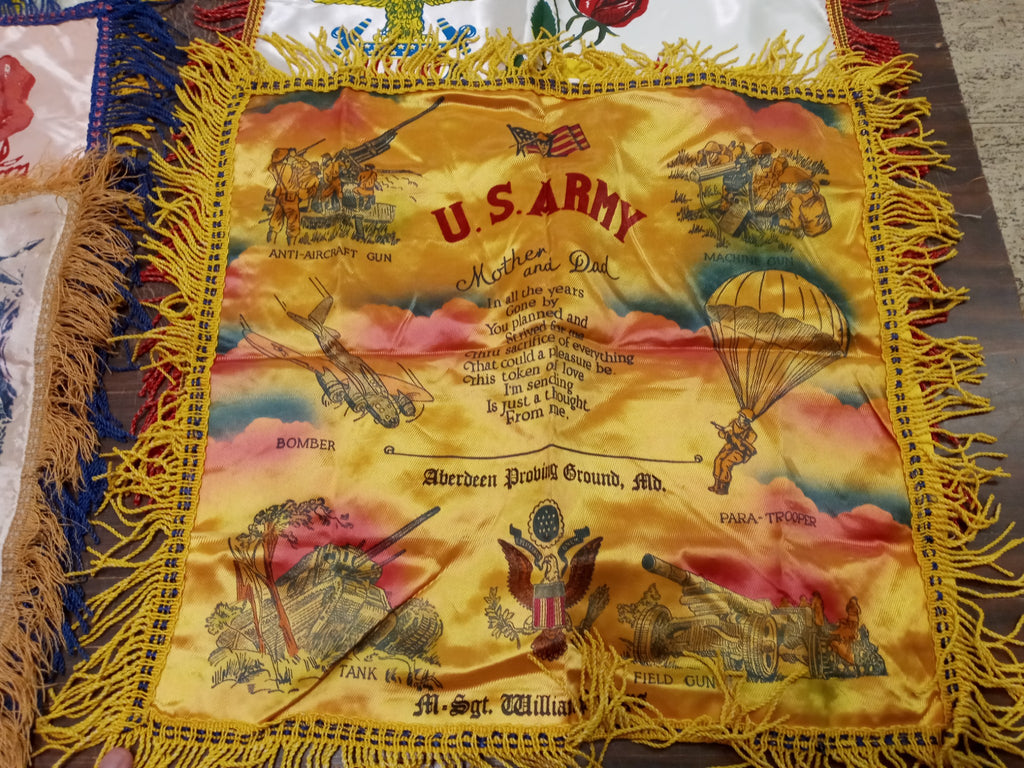 U.S. ARMY
ANTI-AIRCRAFT GUN
MACHINE GUN
Mother
and Dad
In all the years
Gone by
You planned and
Strived for me
Thru sacrifice of everything
That could a pleasure be.
This token of love
I'm sending
Is just a thought
From me.
BOMBER
Aberdeen Proving Ground, Md.
PARA-TROOPER
TANK
FIELD GUN
M-Sgt. William